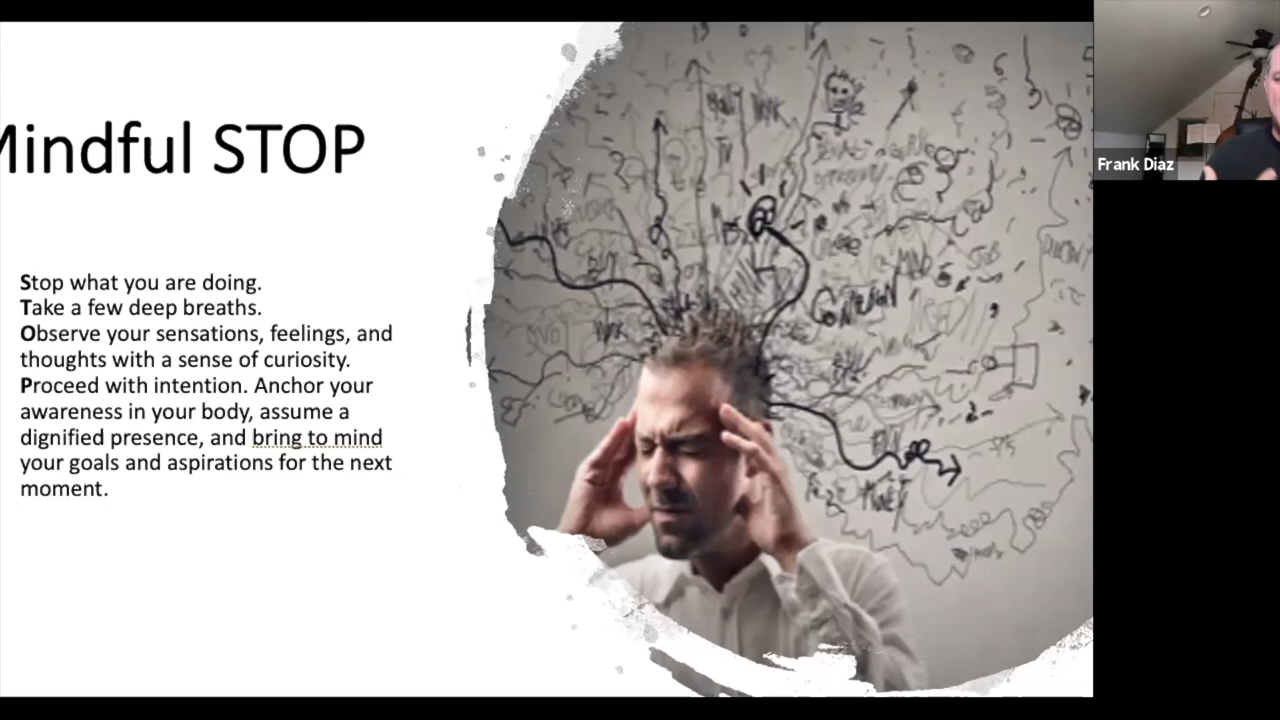 Mindful STOP
Stop what you are doing.
Take a few deep breaths.
Observe your sensations, feelings, and
thoughts with a sense of curiosity.
Proceed with intention. Anchor your
awareness in your body, assume a
dignified presence, and bring to mind
your goals and aspirations for the next
moment.
Frank Diaz
TV